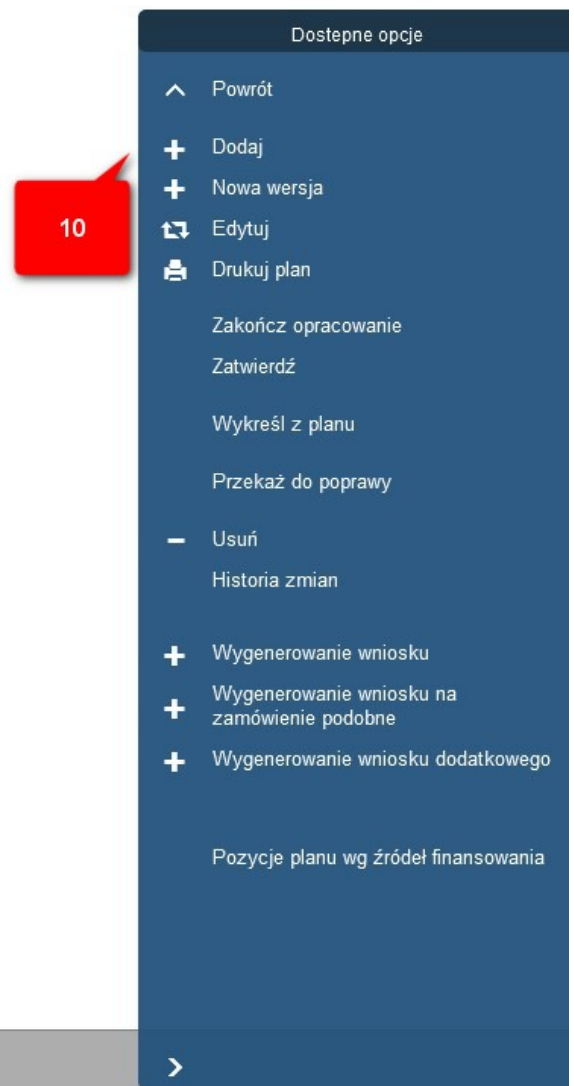 Dostepne opcje
Powrót
Dodaj
Nowa wersja
10
Edytuj
Drukuj plan
Zakończ opracowanie
Zatwierdź
Wykreśl z planu
Przekaż do poprawy
Usuń
Historia zmian
Wygenerowanie wniosku
Wygenerowanie wniosku na
zamówienie podobne
Wygenerowanie wniosku dodatkowego
Pozycje planu wg źródeł finansowania